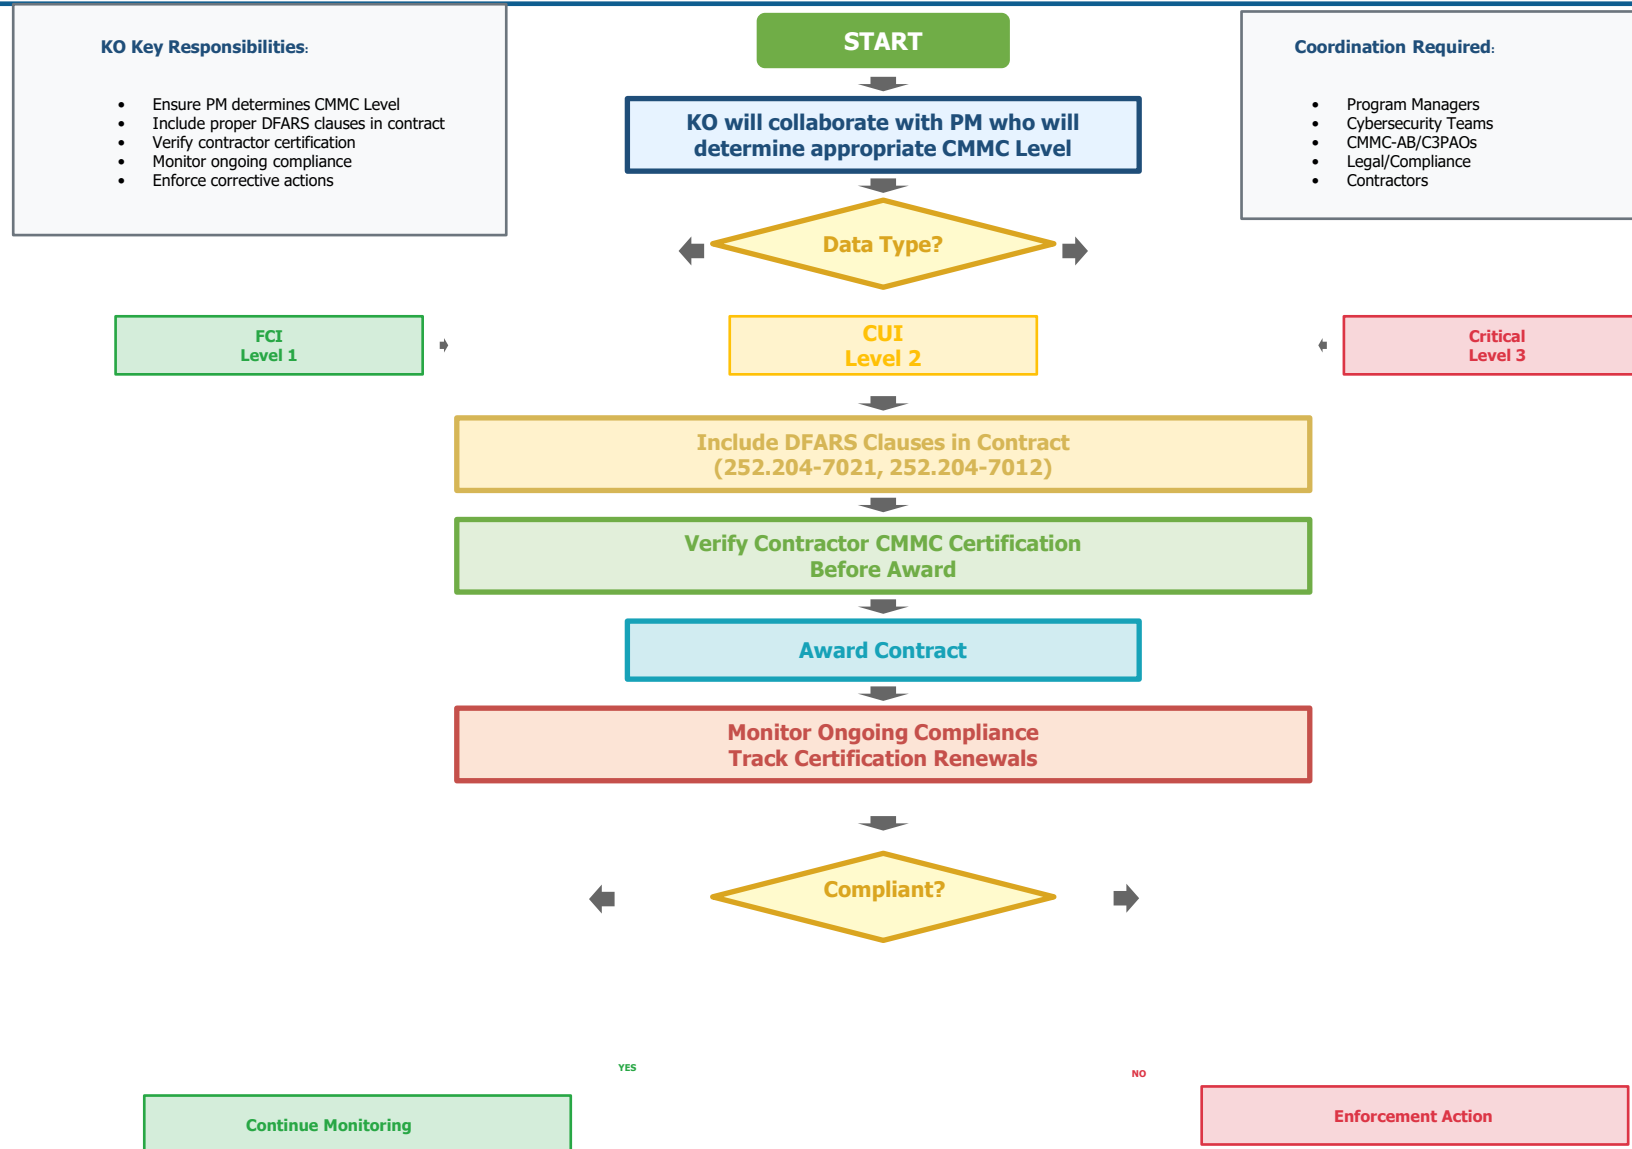 KO Key Responsibilities:
• Ensure PM determines CMMC Level
• Include proper DFARS clauses in contract
• Verify contractor certification
• Monitor ongoing compliance
• Enforce corrective actions
START
KO will collaborate with PM who will
determine appropriate CMMC Level
Coordination Required:
• Program Managers
• Cybersecurity Teams
• CMMC-AB/C3PAOs
• Legal/Compliance
• Contractors
Data Type?
FCI
Level 1
CUI
Level 2
Critical
Level 3
Include DFARS Clauses in Contract
(252.204-7021, 252.204-7012)
Verify Contractor CMMC Certification
Before Award
Award Contract
Monitor Ongoing Compliance
Track Certification Renewals
Compliant?
YES
NO
Continue Monitoring
Enforcement Action